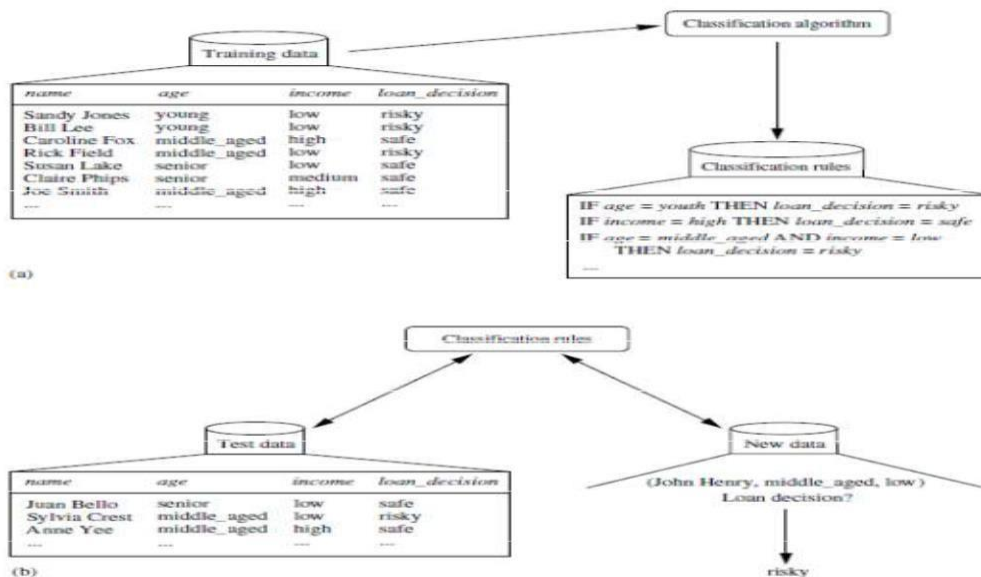 Classification algorithm
Training data
name age income loan_decision
Sandy Jones young low risky
Bill Lee young low risky
Caroline Fox middle_aged high safe
Rick Field middle_aged low risky
Susan Lake senior low safe
Claire Phips senior medium safe
Joe Smith middle_aged high safe
... ... ... ...
Classification rules
IF age = youth THEN loan_decision = risky
IF income = high THEN loan_decision = safe
IF age = middle_aged AND income = low
THEN loan_decision = risky
...
(a)
Classification rules
Test data
name age income loan_decision
Juan Bello senior low safe
Sylvia Crest middle_aged low risky
Anne Yee middle_aged high safe
... ... ... ...
New data
(John Henry, middle_aged, low)
Loan decision?
risky
(b)